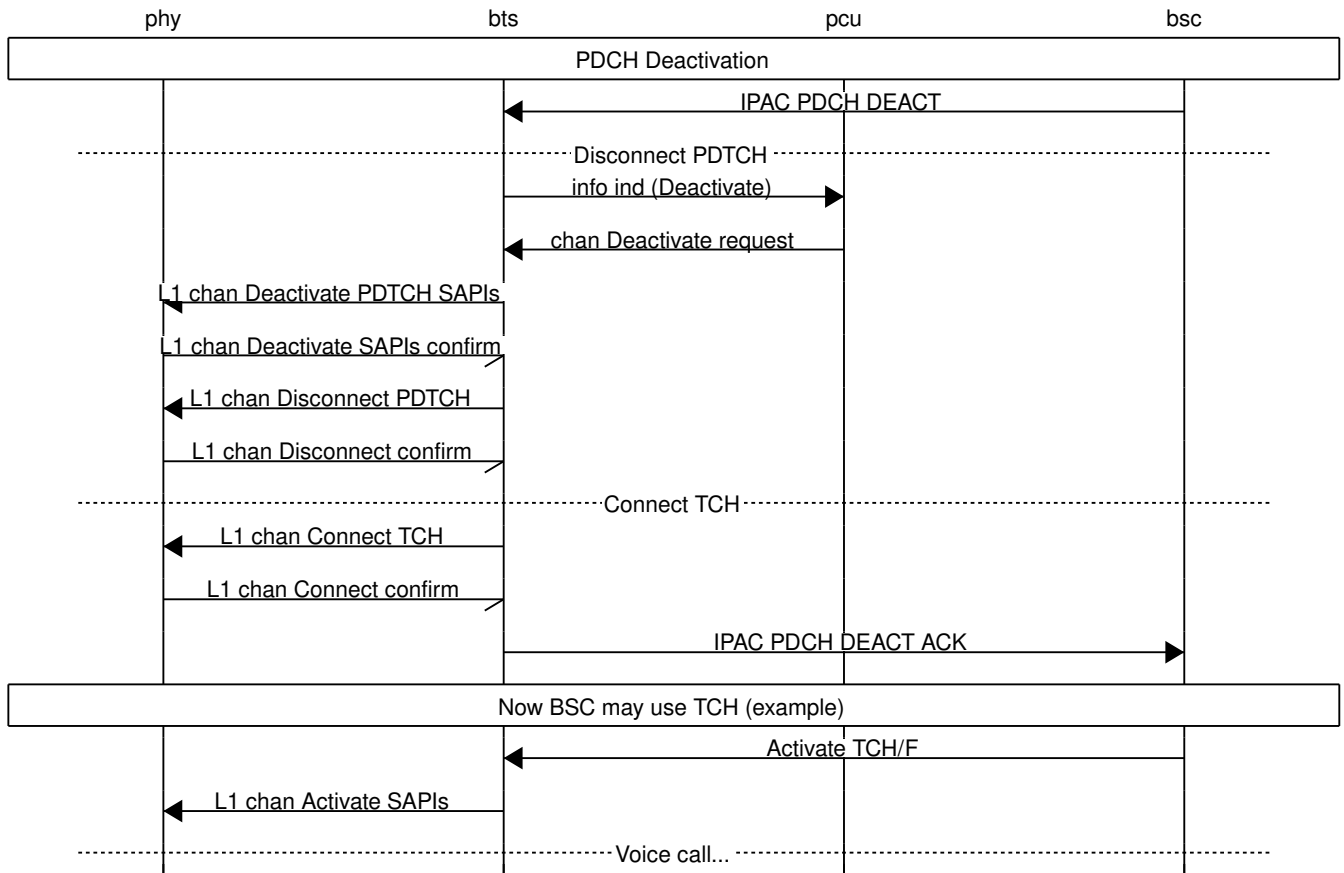 phy bts pcu bsc
PDCH Deactivation
IPAC PDCH DEACT
Disconnect PDTCH
info ind (Deactivate)
chan Deactivate request
L1 chan Deactivate PDTCH SAPIs
L1 chan Deactivate SAPIs confirm
L1 chan Disconnect PDTCH
L1 chan Disconnect confirm
Connect TCH
L1 chan Connect TCH
L1 chan Connect confirm
IPAC PDCH DEACT ACK
Now BSC may use TCH (example)
Activate TCH/F
L1 chan Activate SAPIs
Voice call...